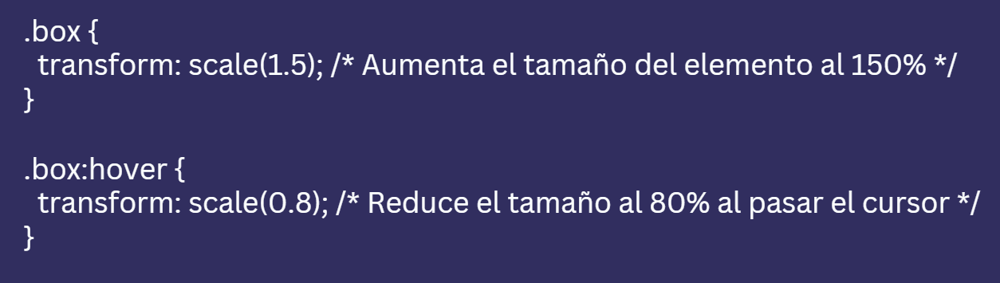 .box {
  transform: scale(1.5); /* Aumenta el tamaño del elemento al 150% */
}

.box:hover {
  transform: scale(0.8); /* Reduce el tamaño al 80% al pasar el cursor */
}